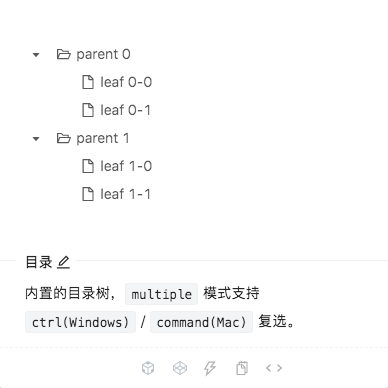 parent 0
leaf 0-0
leaf 0-1
parent 1
leaf 1-0
leaf 1-1
目录
内置的目录树， multiple 模式支持
ctrl(Windows) / command(Mac) 复选。